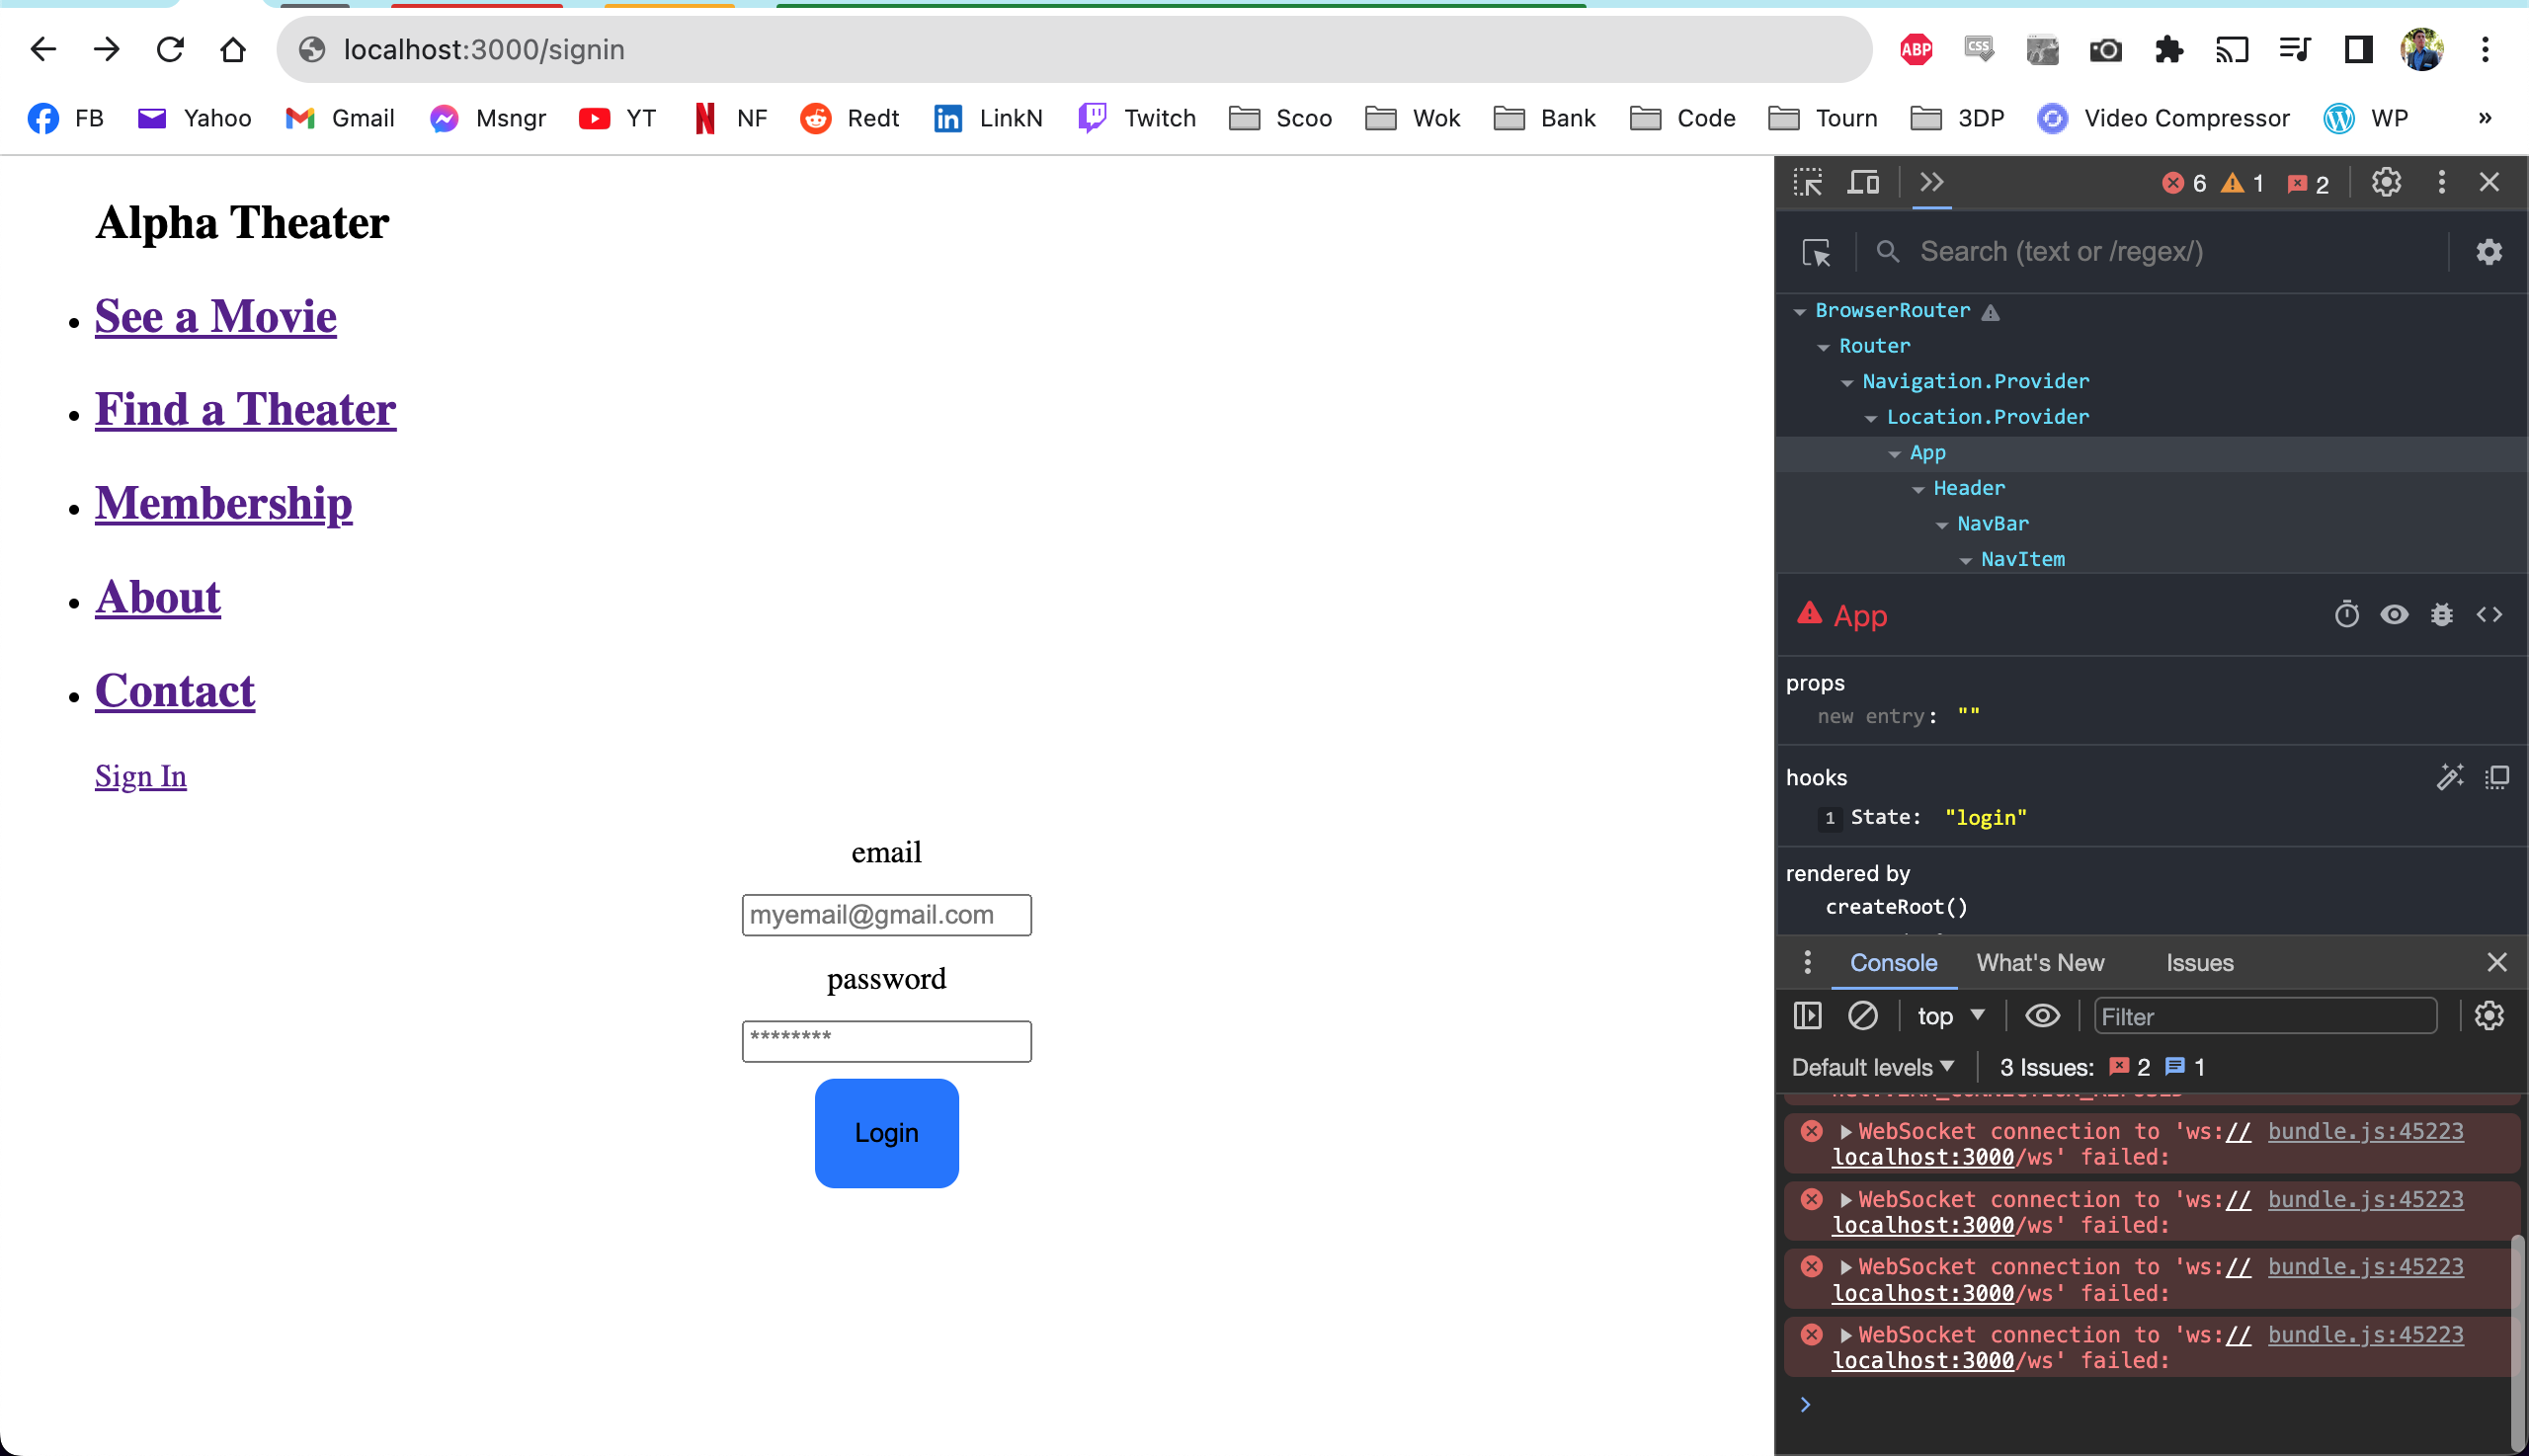 localhost:3000/signin
ABP
CSS
FB Yahoo Gmail Msngr YT NF Redt LinkN Twitch Scoo Wok Bank Code Tourn 3DP Video Compressor WP »
Alpha Theater
See a Movie
Find a Theater
Membership
About
Contact
Sign In
email
myemail@gmail.com
password
********
Login
6 1 2
Search (text or /regex/)
BrowserRouter
Router
Navigation.Provider
Location.Provider
App
Header
NavBar
NavItem
App
props
new entry: ""
hooks
1 State: "login"
rendered by
createRoot()
Console What's New Issues
top Filter
Default levels 3 Issues: 2 1
WebSocket connection to 'ws:// bundle.js:45223
localhost:3000/ws' failed:
WebSocket connection to 'ws:// bundle.js:45223
localhost:3000/ws' failed:
WebSocket connection to 'ws:// bundle.js:45223
localhost:3000/ws' failed:
WebSocket connection to 'ws:// bundle.js:45223
localhost:3000/ws' failed: